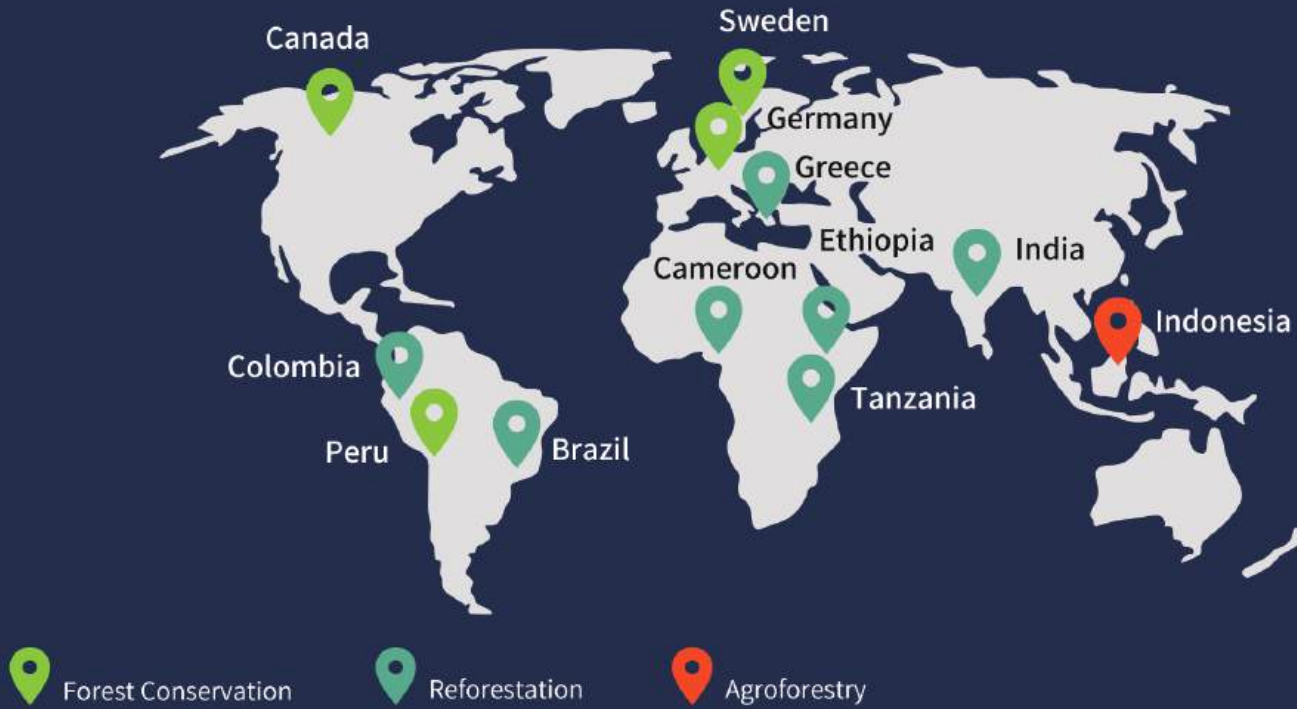 Sweden
Canada
Germany
Greece
Ethiopia
India
Cameroon
Indonesia
Colombia
Tanzania
Peru
Brazil
Forest Conservation
Reforestation
Agroforestry